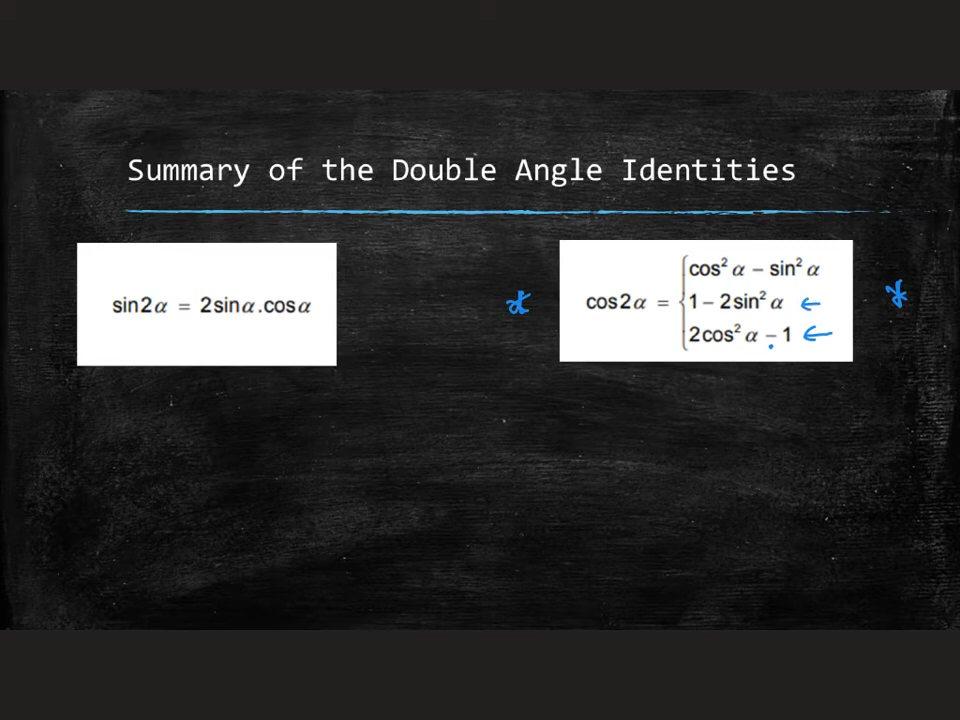 Summary of the Double Angle Identities
sin2α = 2sinα.cosα
cos2α = { cos² α − sin² α
1 − 2sin² α ←
2cos² α − 1 ←